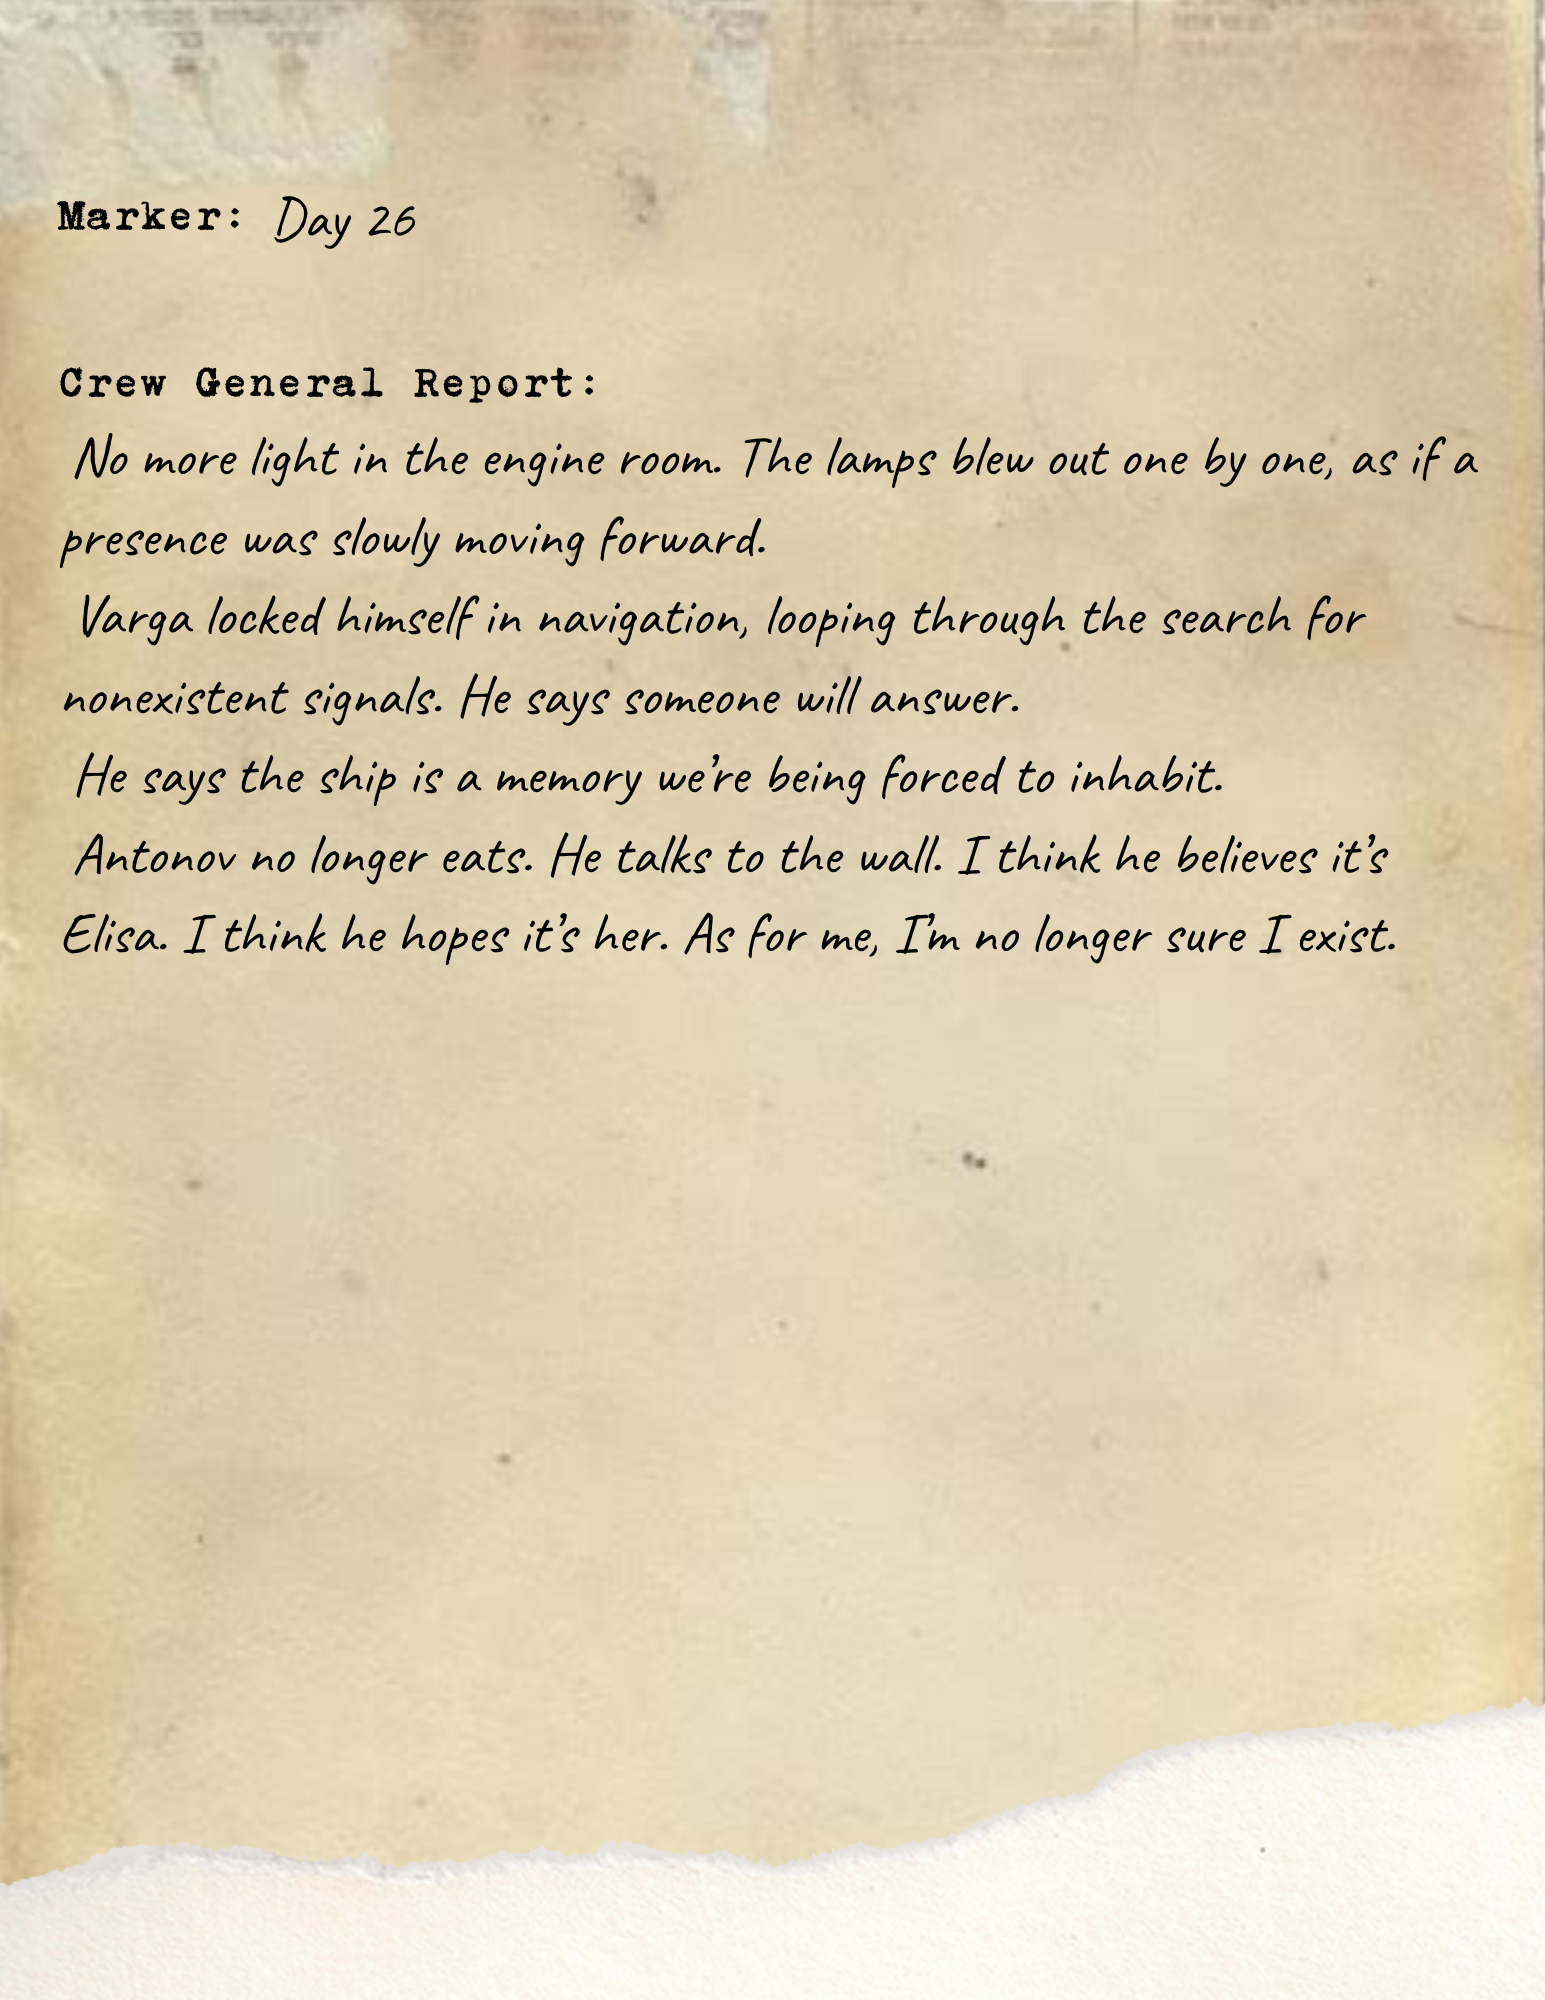 Marker: Day 26
Crew General Report:
No more light in the engine room. The lamps blew out one by one, as if a
presence was slowly moving forward.
Varga locked himself in navigation, looping through the search for
nonexistent signals. He says someone will answer.
He says the ship is a memory we’re being forced to inhabit.
Antonov no longer eats. He talks to the wall. I think he believes it’s
Elisa. I think he hopes it’s her. As for me, I’m no longer sure I exist.